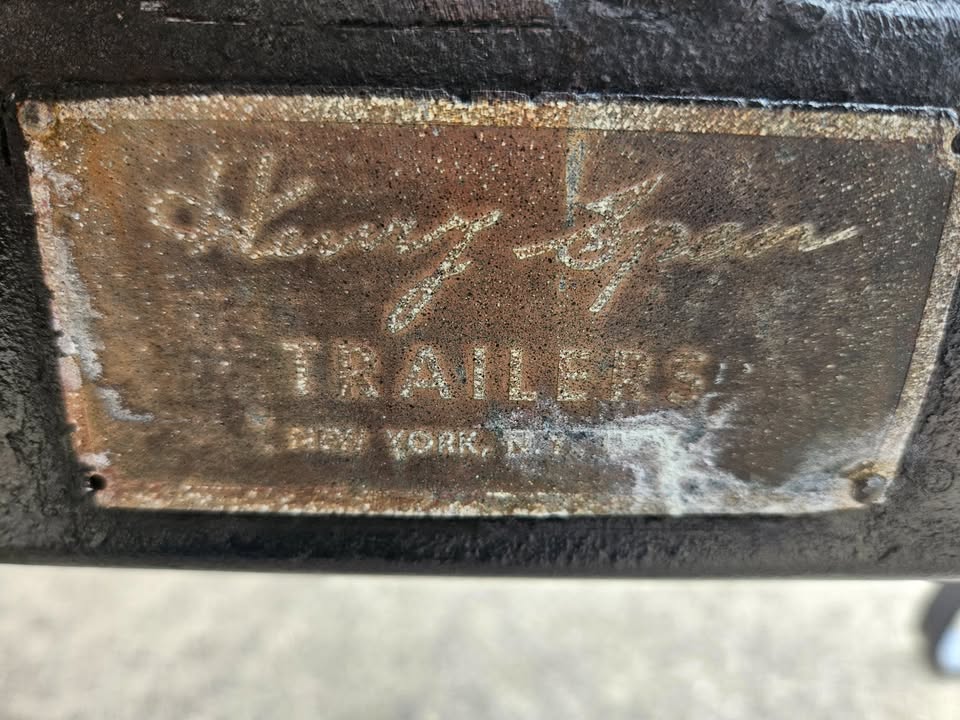 Henry Spen
TRAILERS
NEW YORK, N.Y.